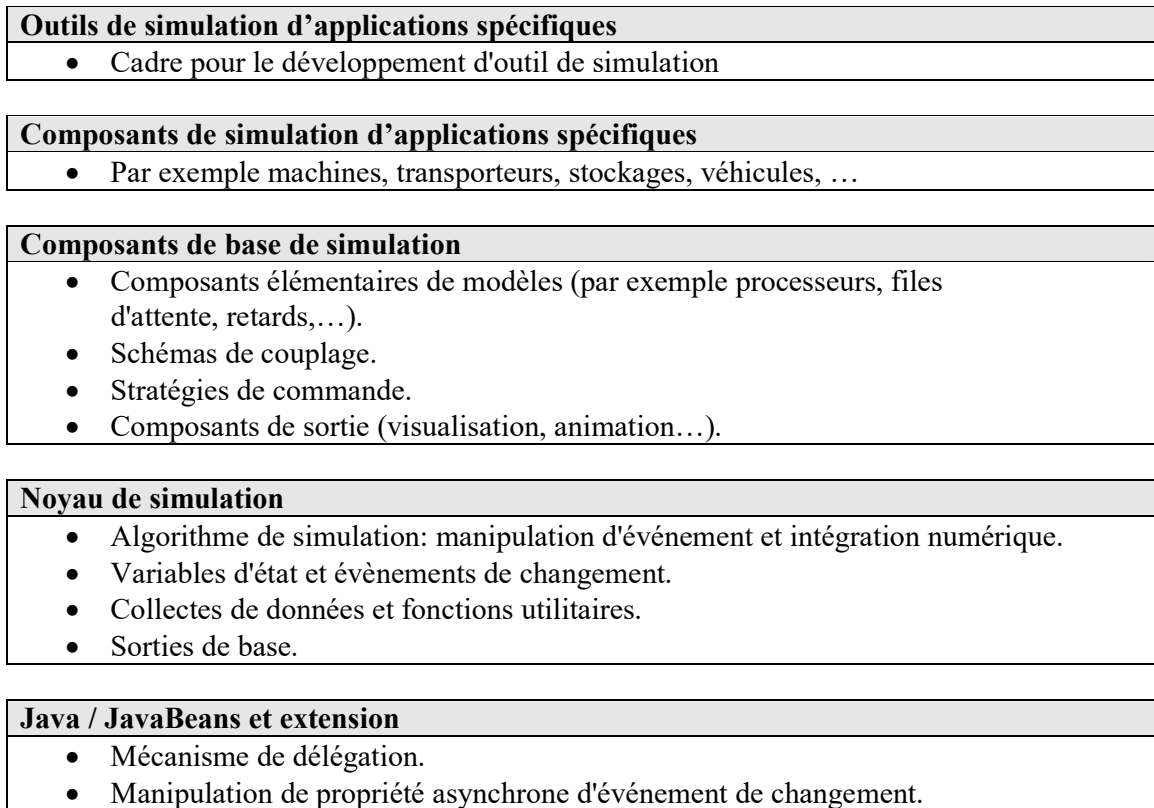 Outils de simulation d’applications spécifiques
• Cadre pour le développement d'outil de simulation
Composants de simulation d’applications spécifiques
• Par exemple machines, transporteurs, stockages, véhicules, …
Composants de base de simulation
• Composants élémentaires de modèles (par exemple processeurs, files
d'attente, retards,…).
• Schémas de couplage.
• Stratégies de commande.
• Composants de sortie (visualisation, animation…).
Noyau de simulation
• Algorithme de simulation: manipulation d'événement et intégration numérique.
• Variables d'état et évènements de changement.
• Collectes de données et fonctions utilitaires.
• Sorties de base.
Java / JavaBeans et extension
• Mécanisme de délégation.
• Manipulation de propriété asynchrone d'événement de changement.